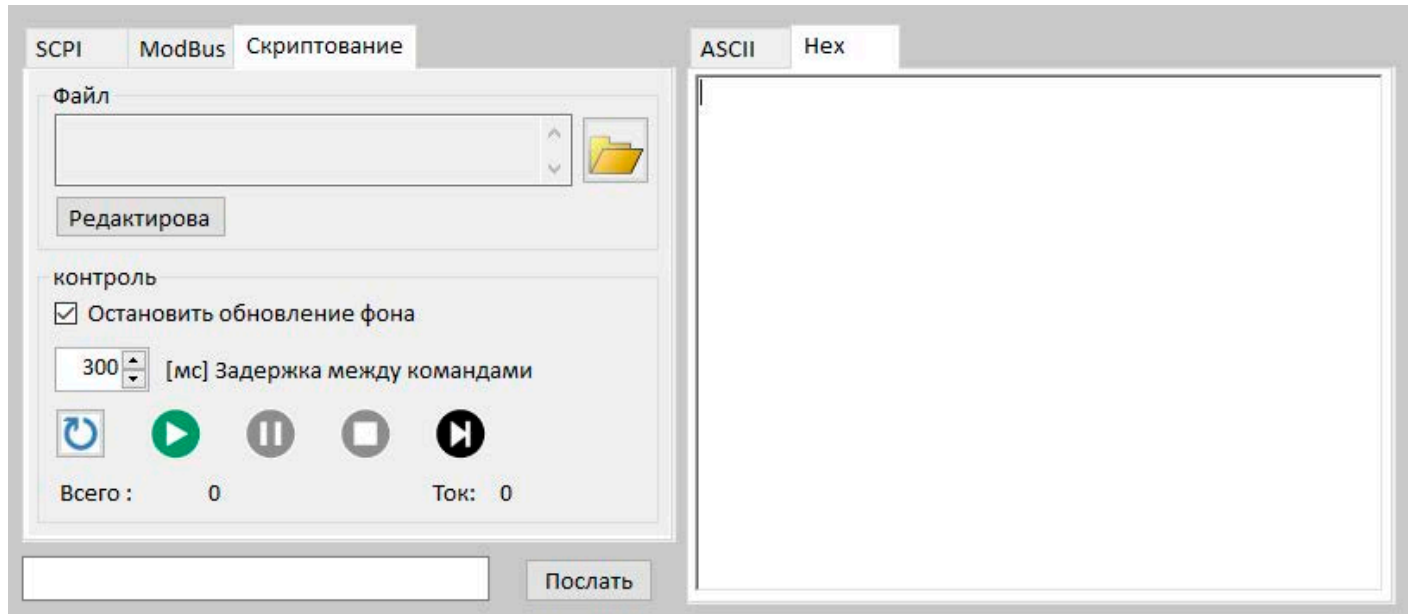 SCPI ModBus Скриптование
Файл
Редактирова
контроль
Остановить обновление фона
300 [мс] Задержка между командами
Всего : 0 Ток: 0
Послать
ASCII Hex